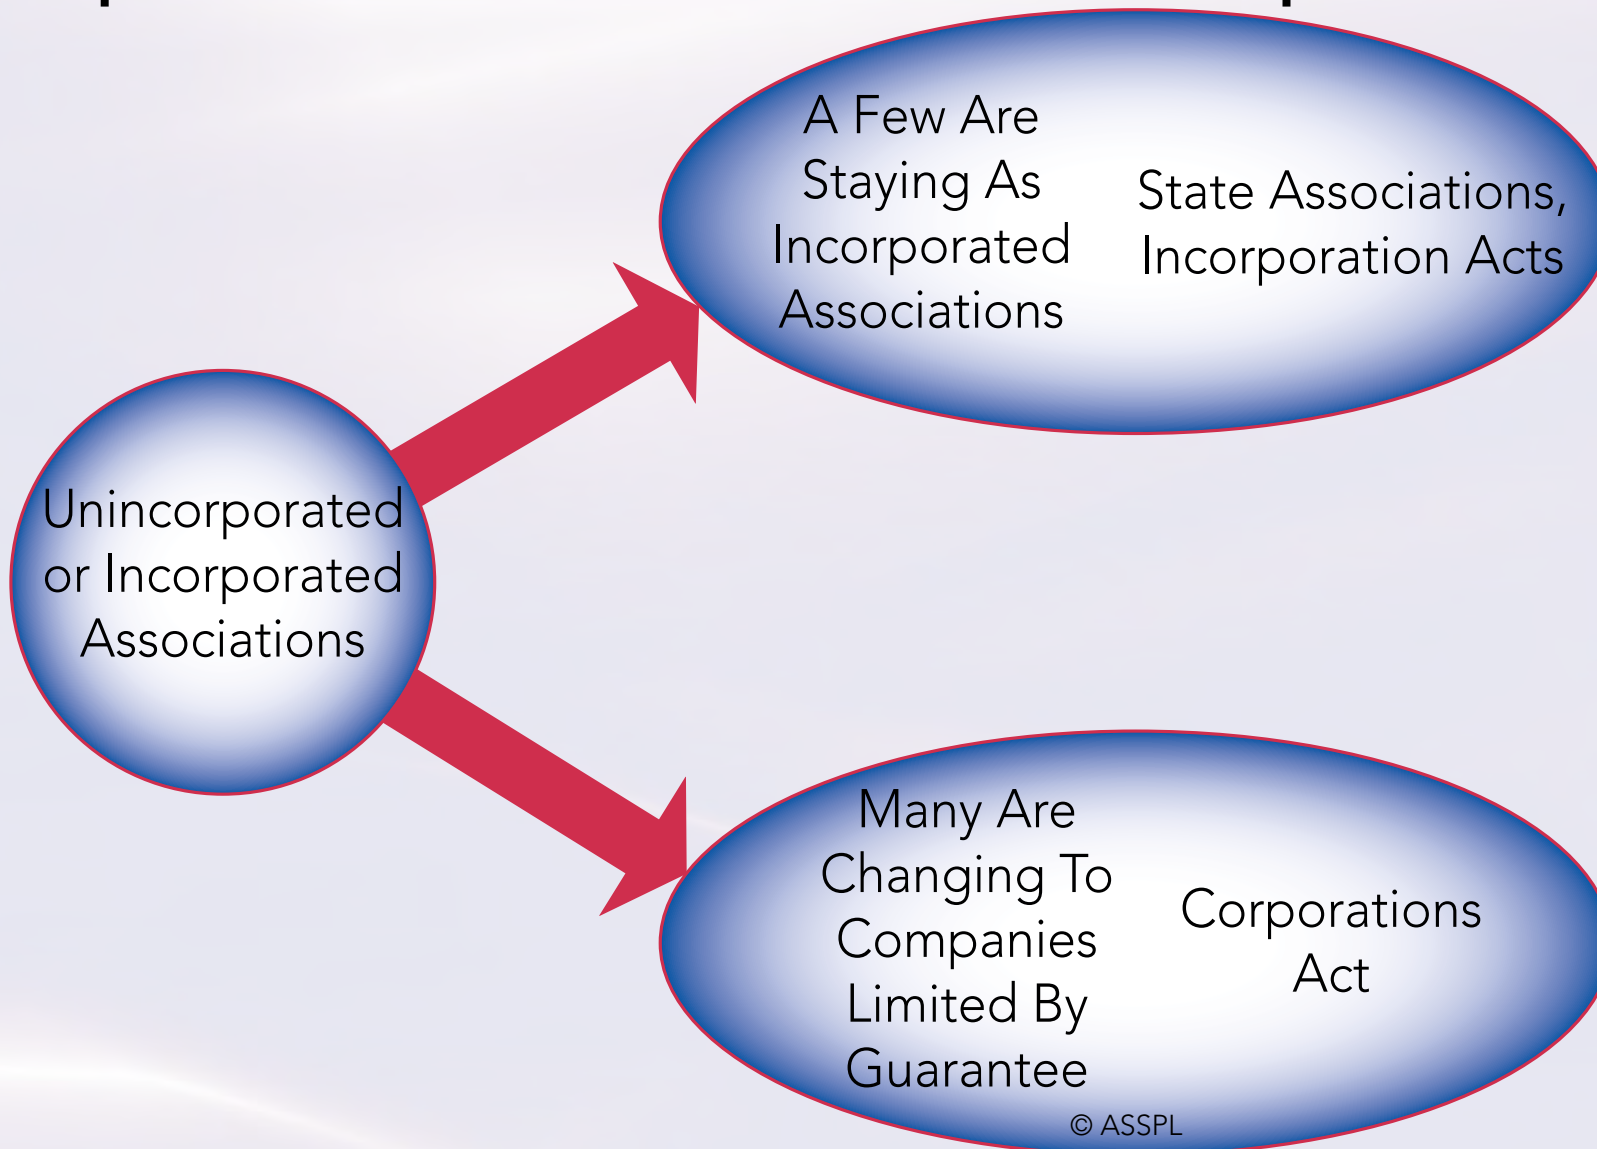 A Few Are
Staying As
Incorporated
Associations
State Associations,
Incorporation Acts
Unincorporated
or Incorporated
Associations
Many Are
Changing To
Companies
Limited By
Guarantee
Corporations
Act
© ASSPL